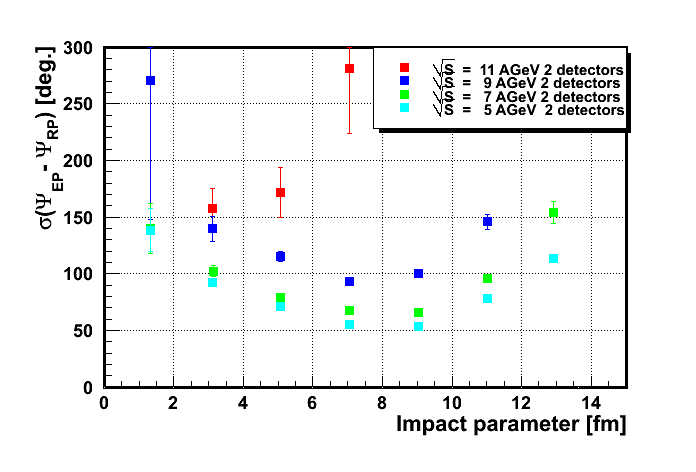 300
250
200
150
100
50
0
σ(Ψ_EP - Ψ_RP) [deg.]
√S = 11 AGeV 2 detectors
√S = 9 AGeV 2 detectors
√S = 7 AGeV 2 detectors
√S = 5 AGeV 2 detectors
0 2 4 6 8 10 12 14
Impact parameter [fm]